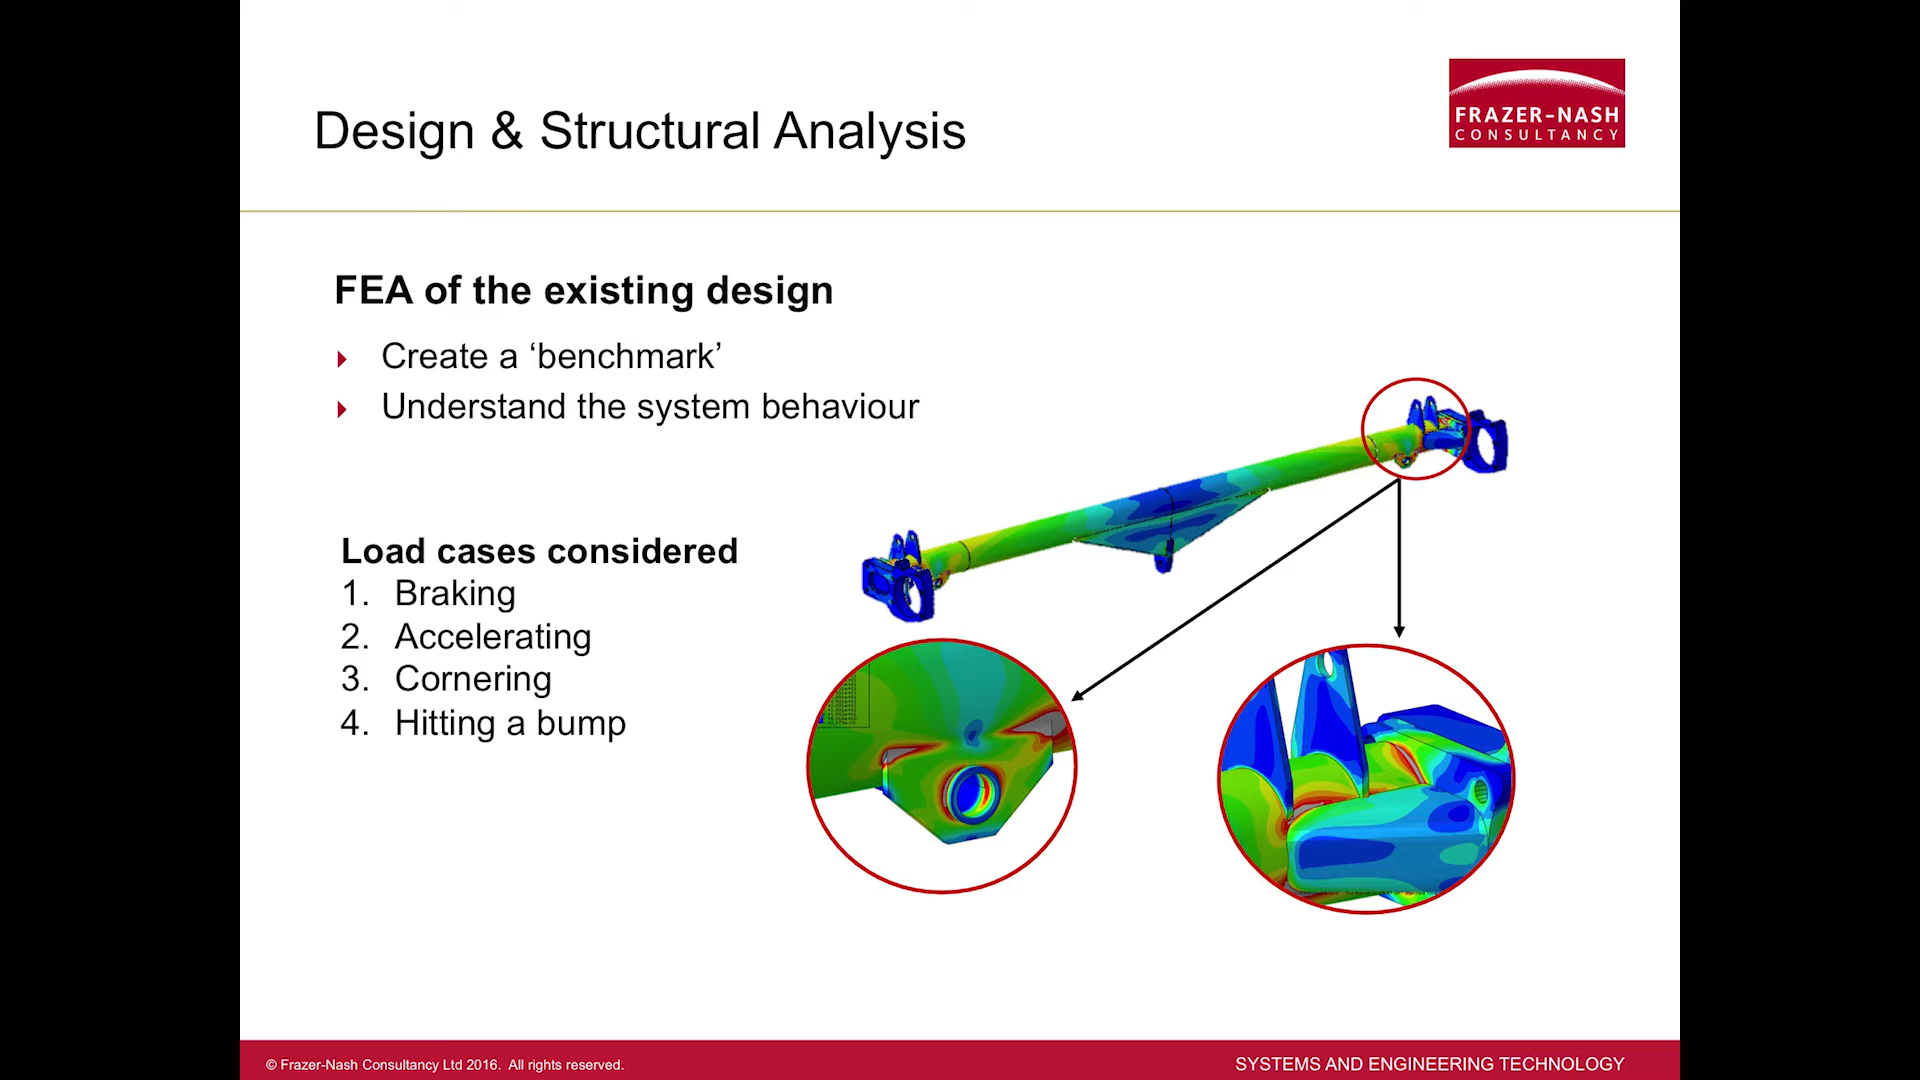 Design & Structural Analysis
FRAZER-NASH
CONSULTANCY
FEA of the existing design
Create a ‘benchmark’
Understand the system behaviour
Load cases considered
1. Braking
2. Accelerating
3. Cornering
4. Hitting a bump
© Frazer-Nash Consultancy Ltd 2016. All rights reserved.
SYSTEMS AND ENGINEERING TECHNOLOGY